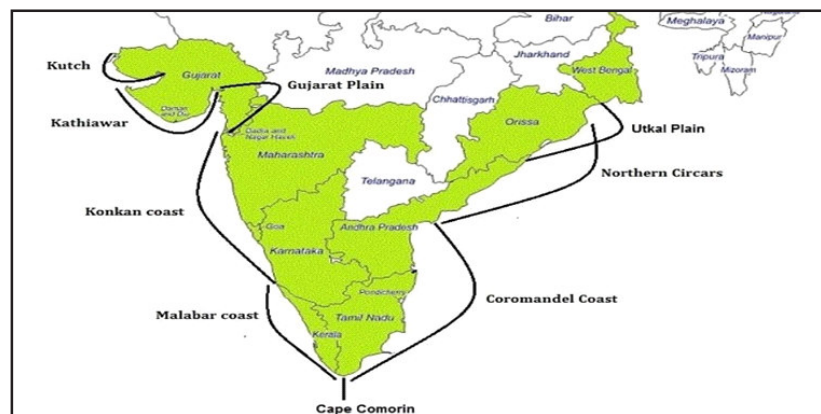 Bihar
Meghalaya
Manipur
Jharkhand
Tripura
Mizoram
Kutch
Gujarat
Madhya Pradesh
West Bengal
Gujarat Plain
Chhattisgarh
Kathiawar
Daman
and Diu
Orissa
Utkal Plain
Dadra and
Nagar Haveli
Maharashtra
Telangana
Northern Circars
Konkan coast
Goa
Andhra Pradesh
Karnataka
Pondicherry
Coromandel Coast
Malabar coast
Tamil Nadu
Kerala
Cape Comorin